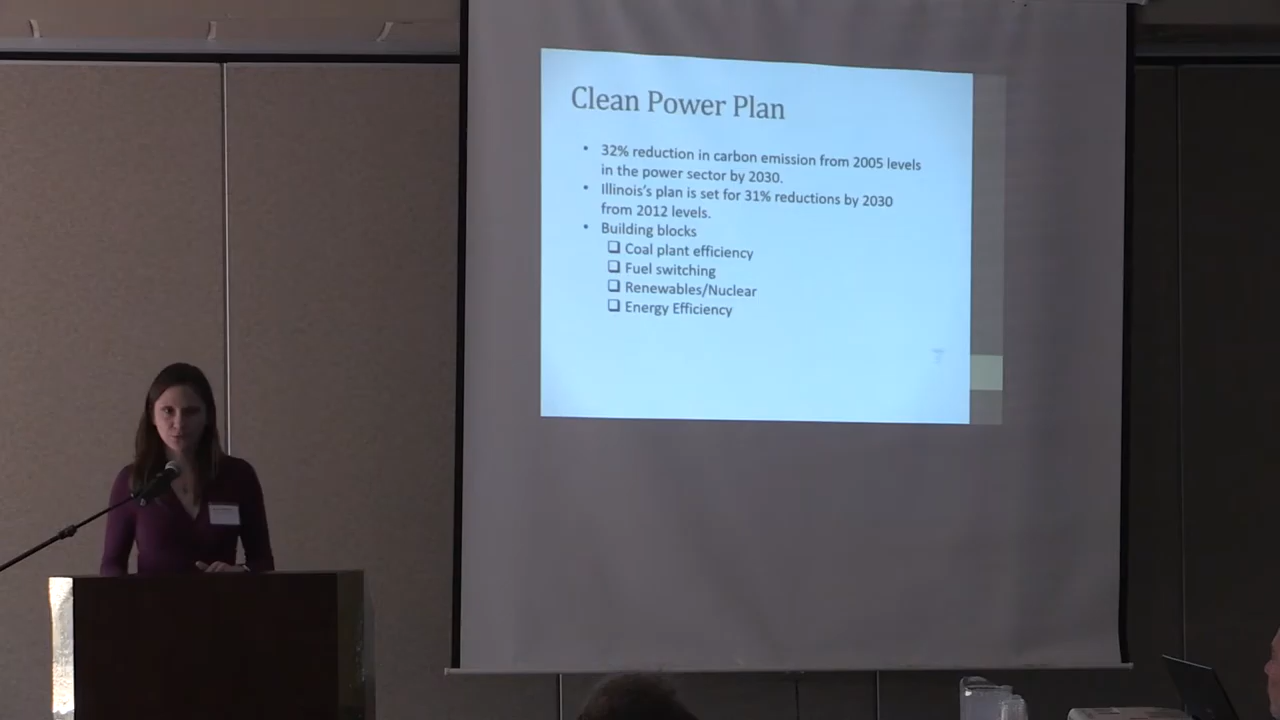 Clean Power Plan
• 32% reduction in carbon emission from 2005 levels
in the power sector by 2030.
• Illinois's plan is set for 31% reductions by 2030
from 2012 levels.
• Building blocks
❑ Coal plant efficiency
❑ Fuel switching
❑ Renewables/Nuclear
❑ Energy Efficiency